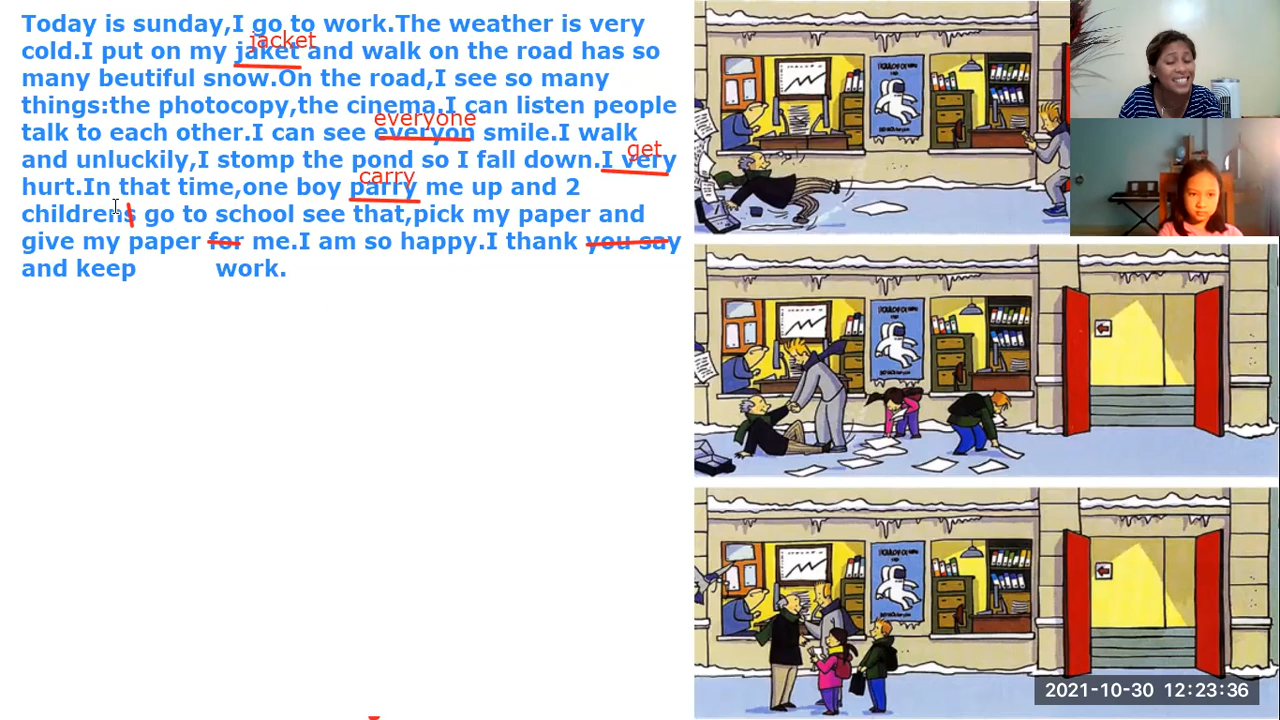 Today is sunday,I go to work.The weather is very
jacket
cold.I put on my jaket and walk on the road has so
many beutiful snow.On the road,I see so many
things:the photocopy,the cinema.I can listen people
everyone
talk to each other.I can see everyon smile.I walk
get
and unluckily,I stomp the pond so I fall down.I very
carry
hurt.In that time,one boy parry me up and 2
childrens go to school see that,pick my paper and
give my paper for me.I am so happy.I thank you say
and keep work.
2021-10-30 12:23:36